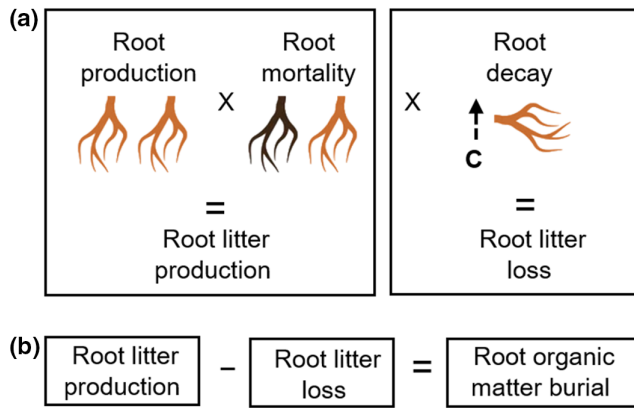 (a)
Root production X Root mortality X Root decay
C
= =
Root litter production Root litter loss
(b)
Root litter production – Root litter loss = Root organic matter burial